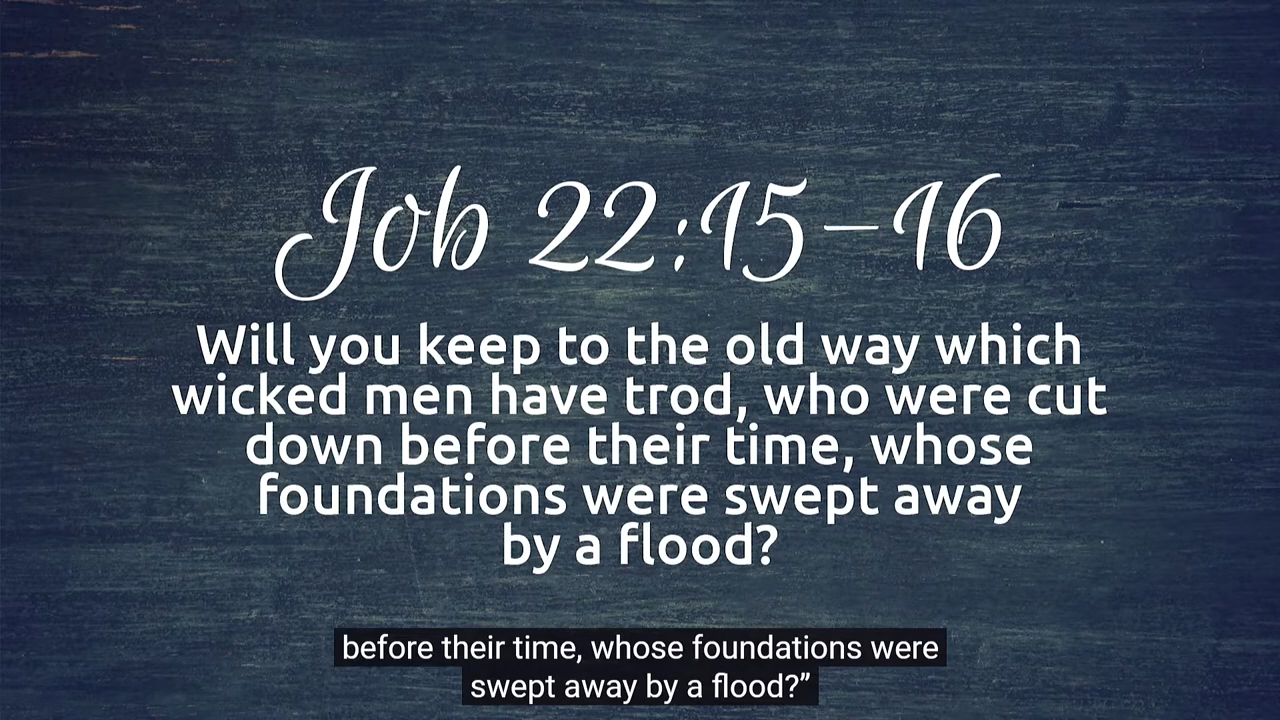 Job 22:15–16
Will you keep to the old way which
wicked men have trod, who were cut
down before their time, whose
foundations were swept away
by a flood?
before their time, whose foundations were
swept away by a flood?”